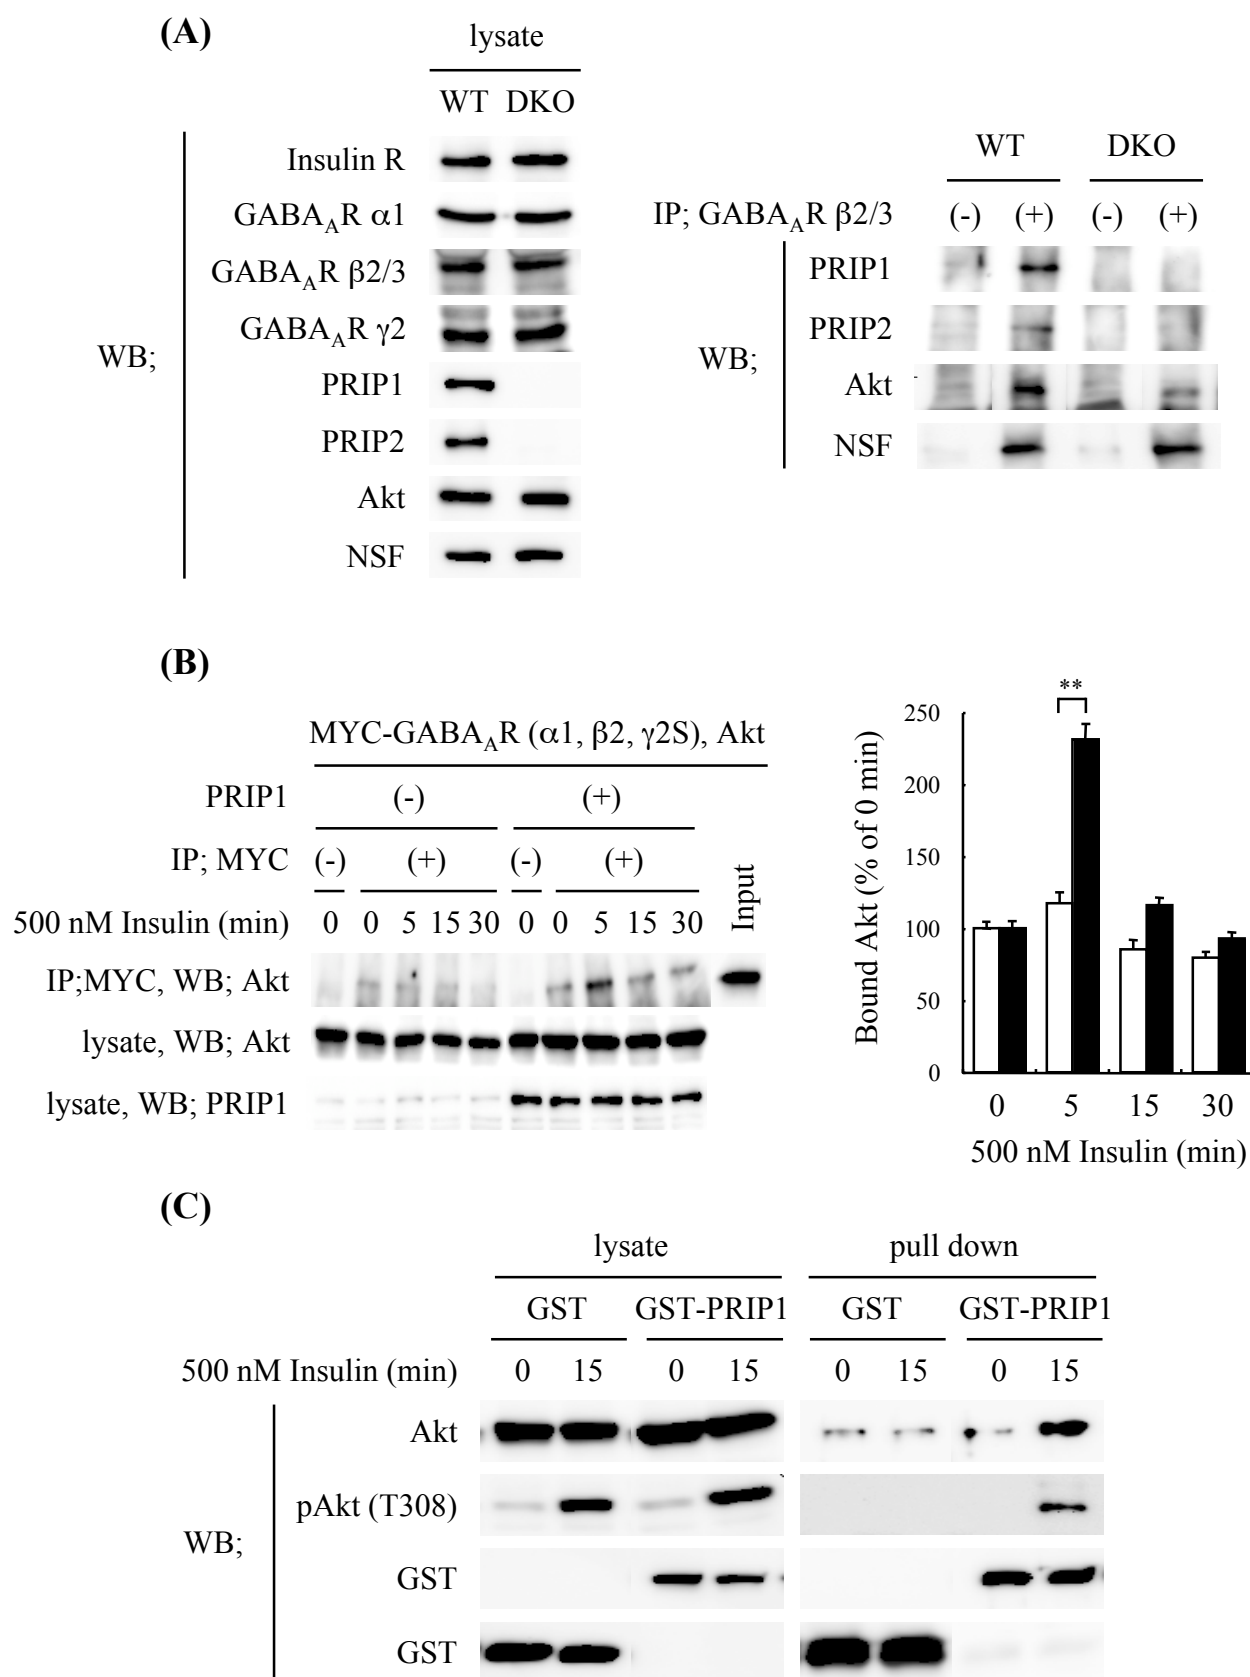 (A)
lysate
WT DKO
WB;
Insulin R
GABA_AR α1
GABA_AR β2/3
GABA_AR γ2
PRIP1
PRIP2
Akt
NSF
WT DKO
IP; GABA_AR β2/3 (-) (+) (-) (+)
WB;
PRIP1
PRIP2
Akt
NSF
(B)
MYC-GABA_AR (α1, β2, γ2S), Akt
PRIP1 (-) (+)
IP; MYC (-) (+) (-) (+)
Input
500 nM Insulin (min) 0 0 5 15 30 0 0 5 15 30
IP;MYC, WB; Akt
lysate, WB; Akt
lysate, WB; PRIP1
**
Bound Akt (% of 0 min)
250
200
150
100
50
0
0 5 15 30
500 nM Insulin (min)
(C)
lysate pull down
GST GST-PRIP1 GST GST-PRIP1
500 nM Insulin (min) 0 15 0 15 0 15 0 15
WB;
Akt
pAkt (T308)
GST
GST